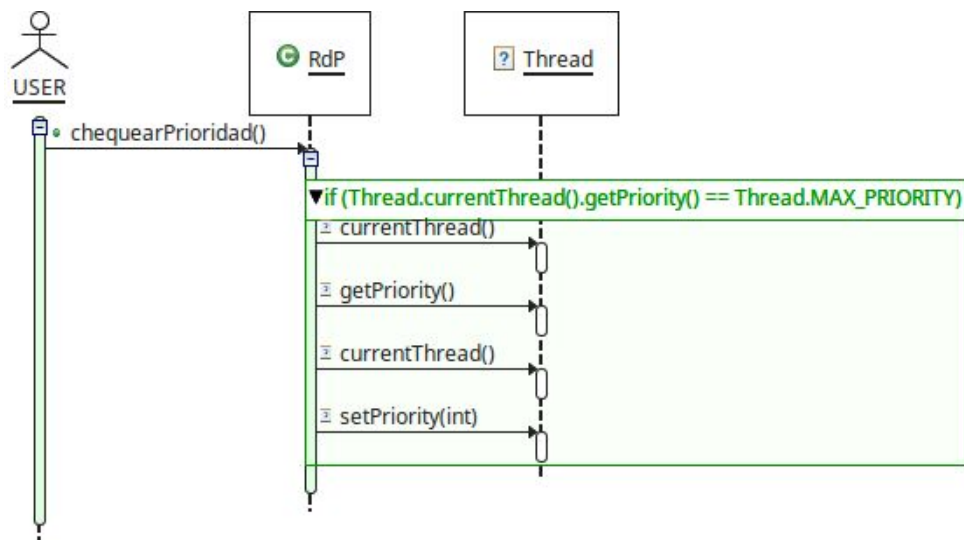 USER
RdP
Thread
chequearPrioridad()
if (Thread.currentThread().getPriority() == Thread.MAX_PRIORITY)
currentThread()
getPriority()
currentThread()
setPriority(int)